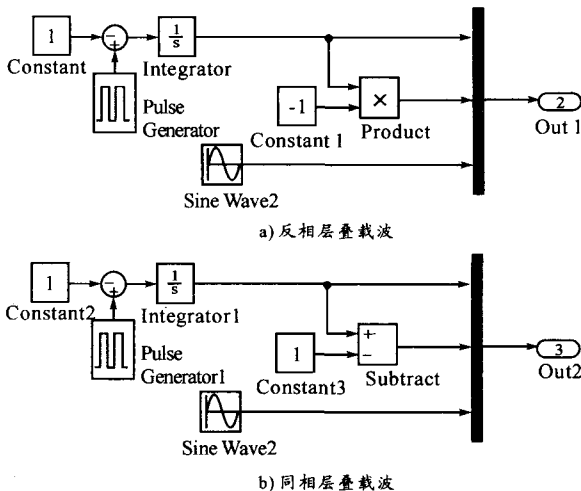 1
−
+
1/s
Constant
Integrator
Pulse
Generator
-1
×
Constant 1
Product
2
Out 1
Sine Wave2
a) 反相层叠载波
1
−
+
1/s
Constant2
Integrator1
Pulse
Generator1
1
+
−
Constant3
Subtract
3
Out2
Sine Wave2
b) 同相层叠载波